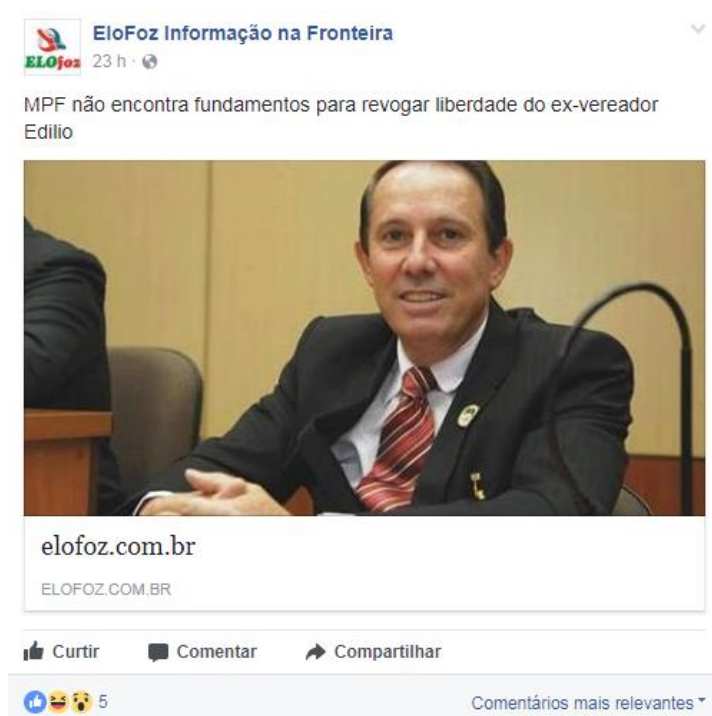 EloFoz Informação na Fronteira
ELOfoz
23 h ·
MPF não encontra fundamentos para revogar liberdade do ex-vereador
Edilio
elofoz.com.br
ELOFOZ.COM.BR
Curtir Comentar Compartilhar
5 Comentários mais relevantes